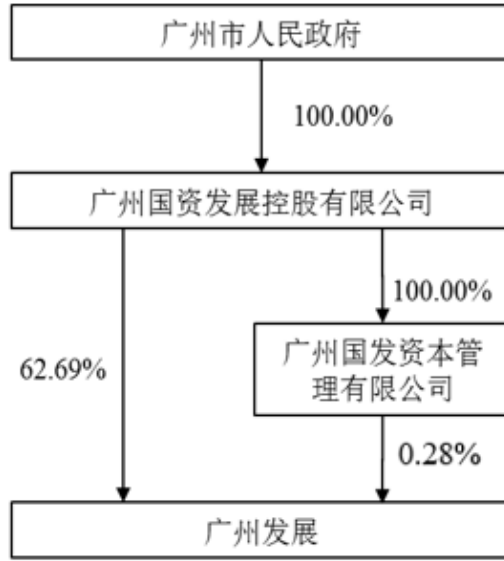 广州市人民政府
100.00%
广州国资发展控股有限公司
100.00%
广州国发资本管
理有限公司
62.69%
0.28%
广州发展